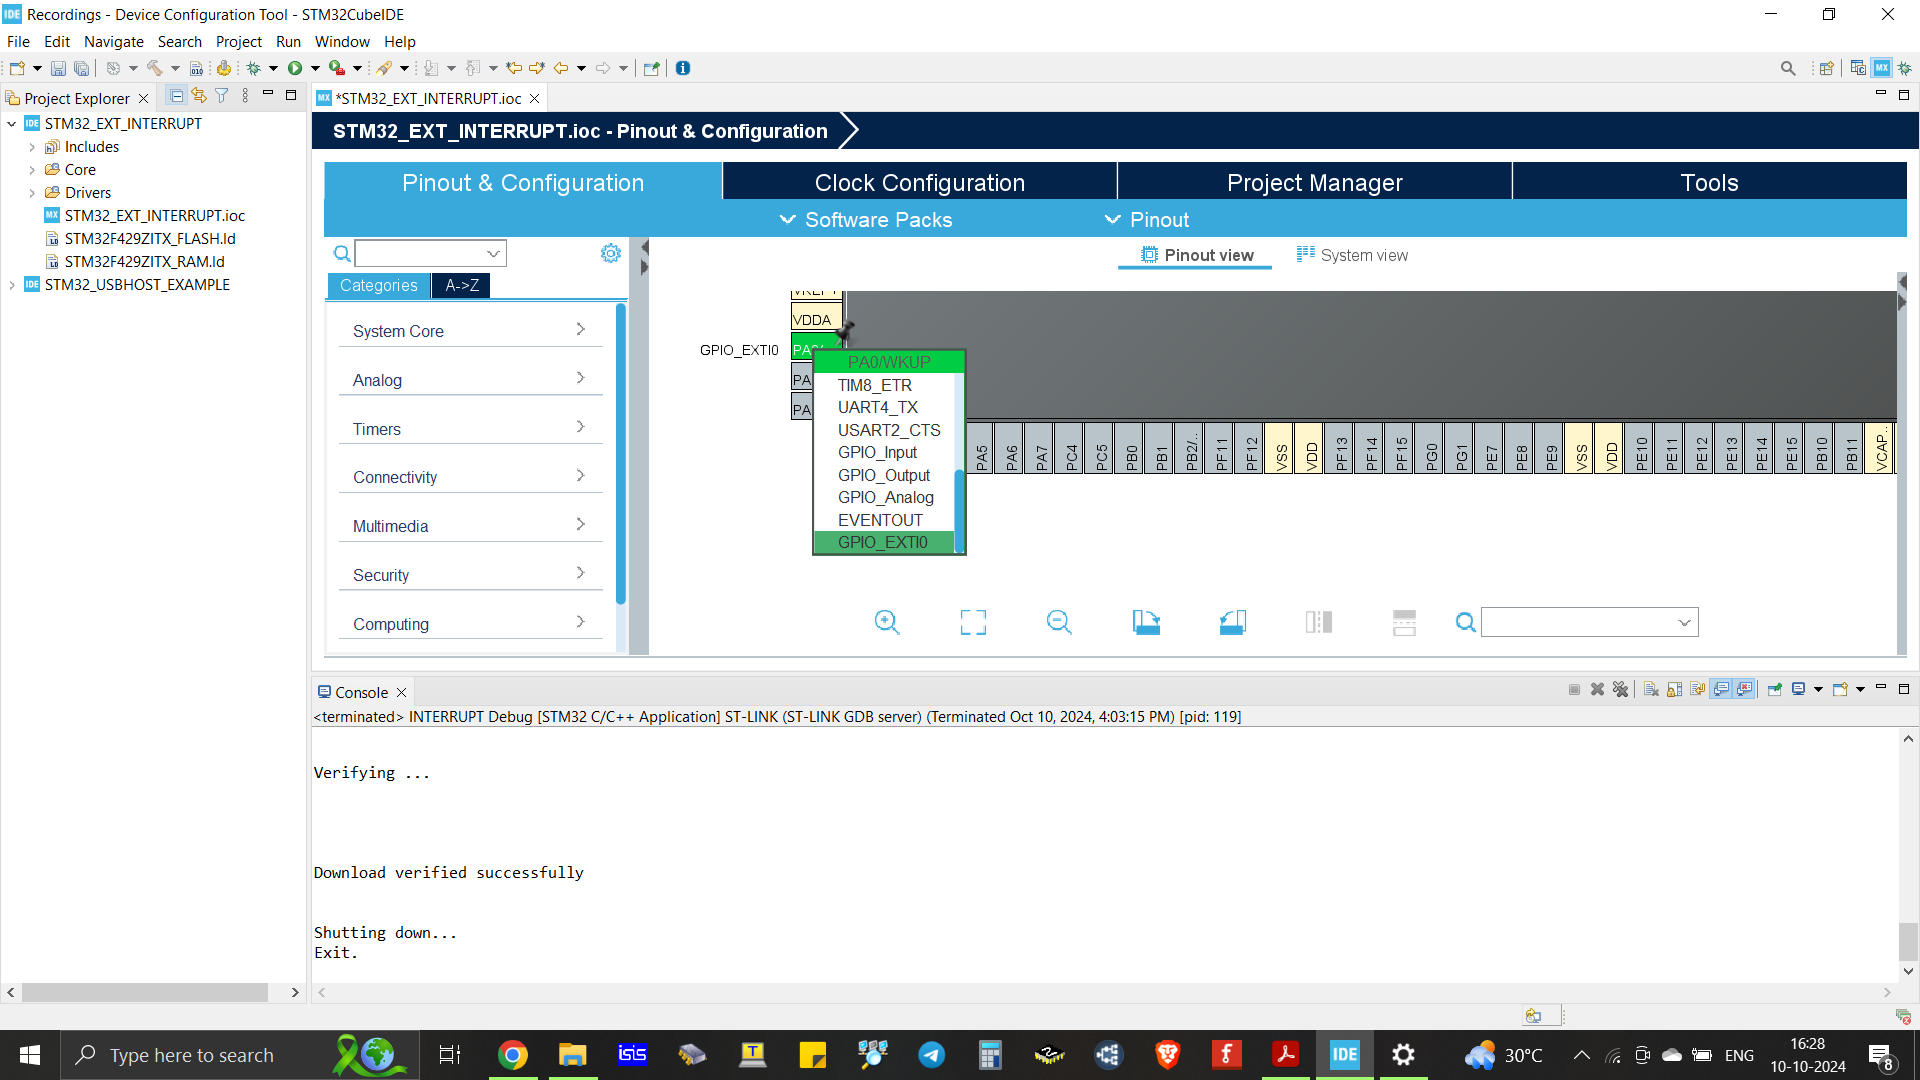 IDE Recordings - Device Configuration Tool - STM32CubeIDE
File Edit Navigate Search Project Run Window Help
Project Explorer
MX *STM32_EXT_INTERRUPT.ioc
IDE STM32_EXT_INTERRUPT
Includes
Core
Drivers
MX STM32_EXT_INTERRUPT.ioc
STM32F429ZITX_FLASH.ld
STM32F429ZITX_RAM.ld
IDE STM32_USBHOST_EXAMPLE
STM32_EXT_INTERRUPT.ioc - Pinout & Configuration
Pinout & Configuration
Clock Configuration
Project Manager
Tools
Software Packs
Pinout
Pinout view
System view
Categories
A->Z
System Core
Analog
Timers
Connectivity
Multimedia
Security
Computing
VDDA
GPIO_EXTI0
PA0/WKUP
TIM8_ETR
UART4_TX
USART2_CTS
GPIO_Input
GPIO_Output
GPIO_Analog
EVENTOUT
GPIO_EXTI0
PA
PA
PA5
PA6
PA7
PC4
PC5
PB0
PB1
PB2/..
PF11
PF12
VSS
VDD
PF13
PF14
PF15
PG0
PG1
PE7
PE8
PE9
VSS
VDD
PE10
PE11
PE12
PE13
PE14
PE15
PB10
PB11
VCAP..
Console
<terminated> INTERRUPT Debug [STM32 C/C++ Application] ST-LINK (ST-LINK GDB server) (Terminated Oct 10, 2024, 4:03:15 PM) [pid: 119]
Verifying ...
Download verified successfully
Shutting down...
Exit.
Type here to search
isis
T
IDE
30°C
ENG
16:28
10-10-2024
8